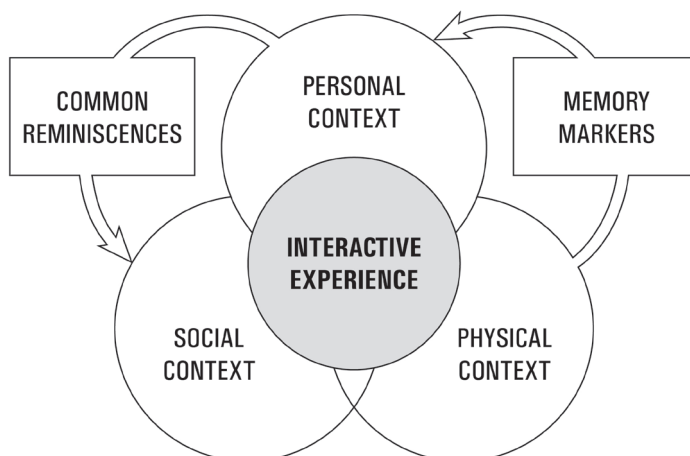 PERSONAL
CONTEXT
COMMON
REMINISCENCES
MEMORY
MARKERS
INTERACTIVE
EXPERIENCE
SOCIAL
CONTEXT
PHYSICAL
CONTEXT